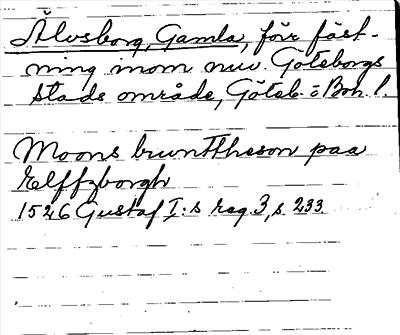 Älvsborg, Gamla, förr fäst-
ning inom nuv. Göteborgs
stads område, Göteb. o Boh l.
Moons brunttheson paa
Elffzborgh
1526 Gustaf I:s reg. 3, s 233